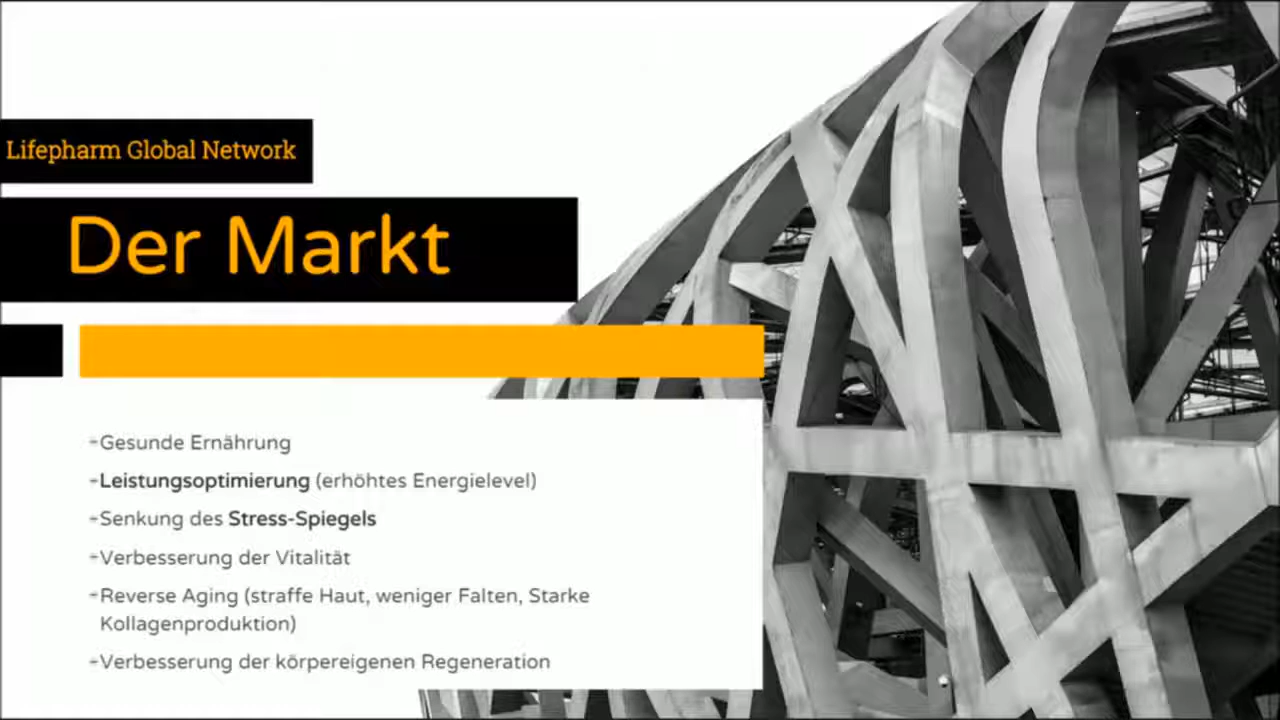 Lifepharm Global Network
Der Markt
-Gesunde Ernährung
-Leistungsoptimierung (erhöhtes Energielevel)
-Senkung des Stress-Spiegels
-Verbesserung der Vitalität
-Reverse Aging (straffe Haut, weniger Falten, Starke
Kollagenproduktion)
-Verbesserung der körpereigenen Regeneration